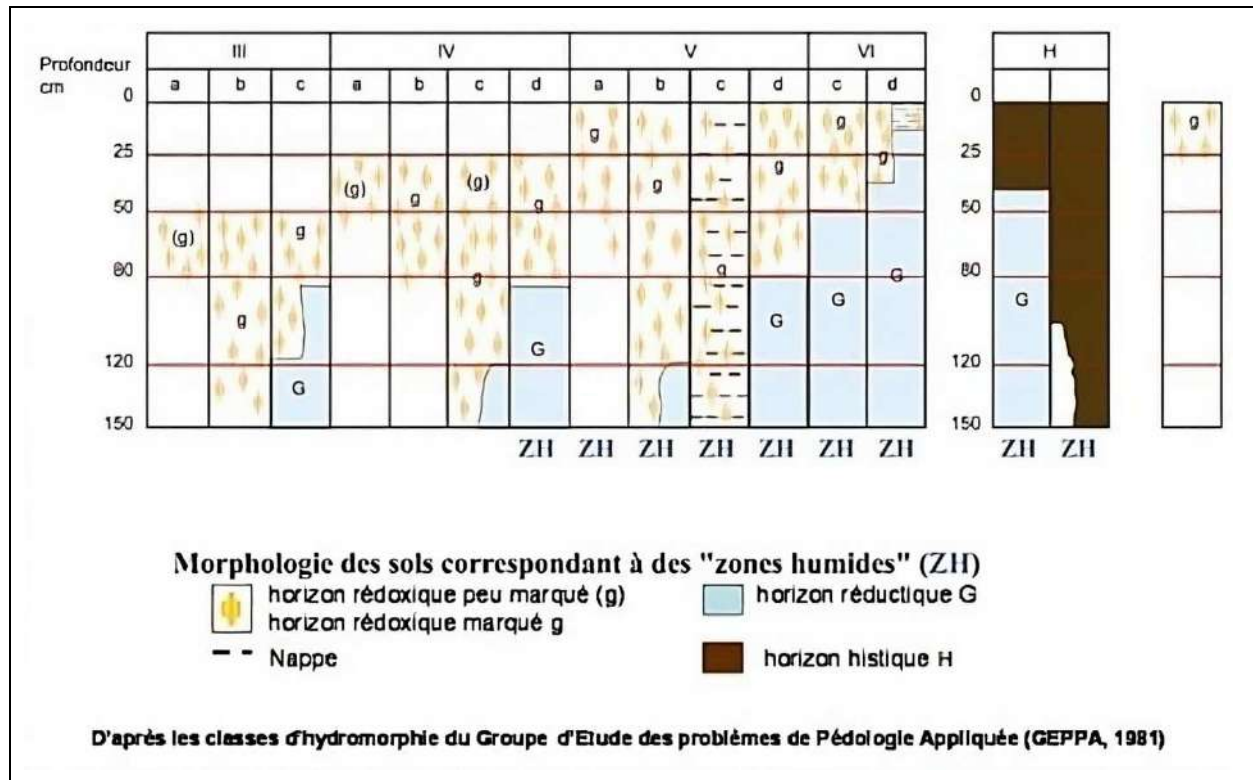 III IV V VI H
Profondeur
cm
a b c a b c d a b c d c d
0 0
g g g
25 25
(g) g (g) g b g
(g) g g
50 50
g G
80 80
g g G G G
G
120 120
G
150 150
ZH ZH ZH ZH ZH ZH ZH ZH ZH
Morphologie des sols correspondant à des "zones humides" (ZH)
horizon rédoxique peu marqué (g)
horizon rédoxique marqué g
Nappe
horizon réductique G
horizon histique H
D'après les classes d'hydromorphie du Groupe d'Etude des problèmes de Pédologie Appliquée (GEPPA, 1981)